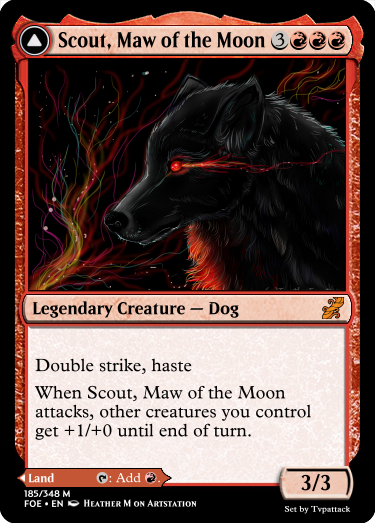 Scout, Maw of the Moon 3
Legendary Creature — Dog
Double strike, haste
When Scout, Maw of the Moon
attacks, other creatures you control
get +1/+0 until end of turn.
Land : Add .
3/3
185/348 M
FOE • EN Heather M on Artstation
Set by Tvpattack